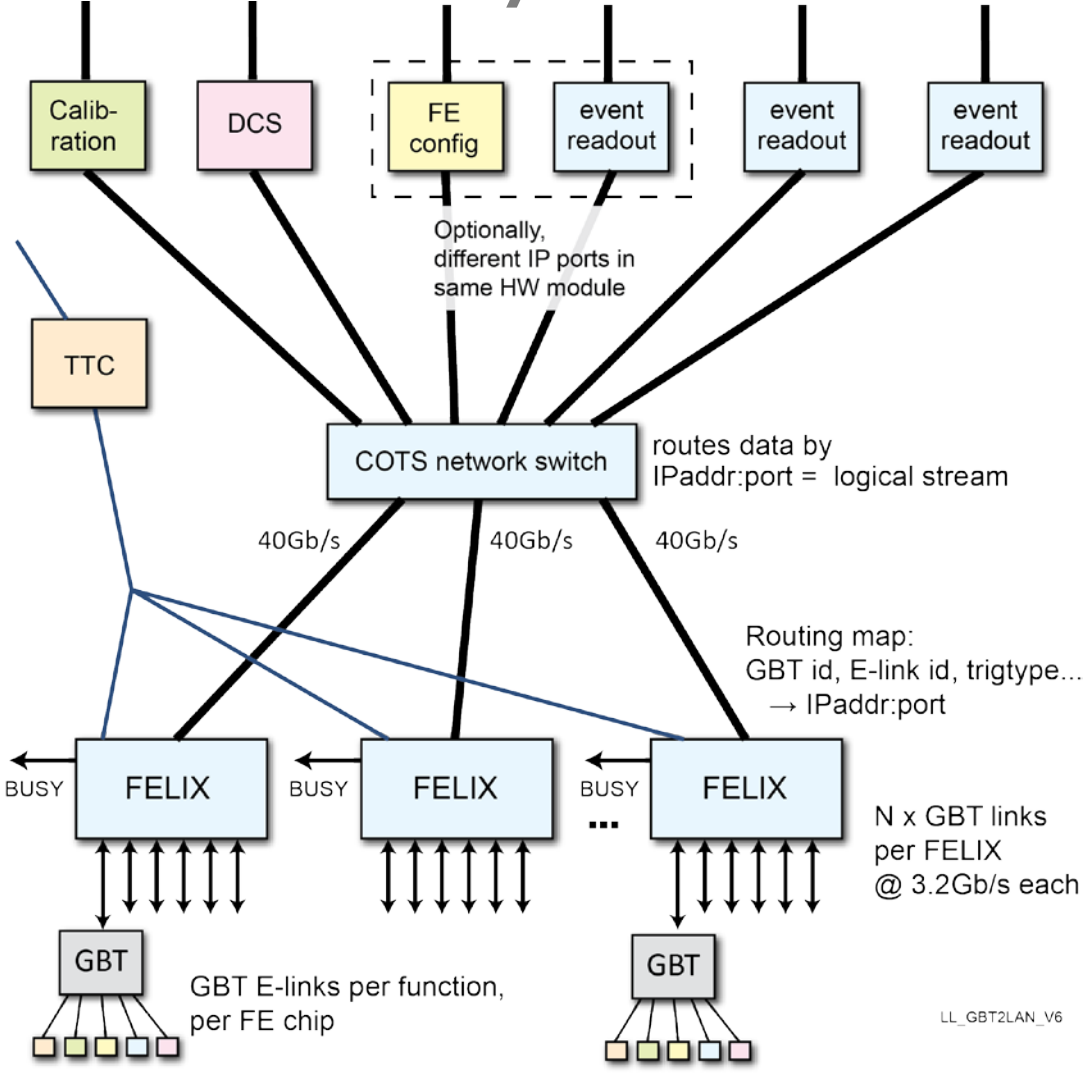 Calib-
ration
DCS
FE
config
event
readout
event
readout
event
readout
Optionally,
different IP ports in
same HW module
TTC
COTS network switch
routes data by
IPaddr:port = logical stream
40Gb/s
40Gb/s
40Gb/s
Routing map:
GBT id, E-link id, trigtype...
→ IPaddr:port
BUSY
FELIX
BUSY
FELIX
BUSY
...
FELIX
N x GBT links
per FELIX
@ 3.2Gb/s each
GBT
GBT E-links per function,
per FE chip
GBT
LL_GBT2LAN_V6